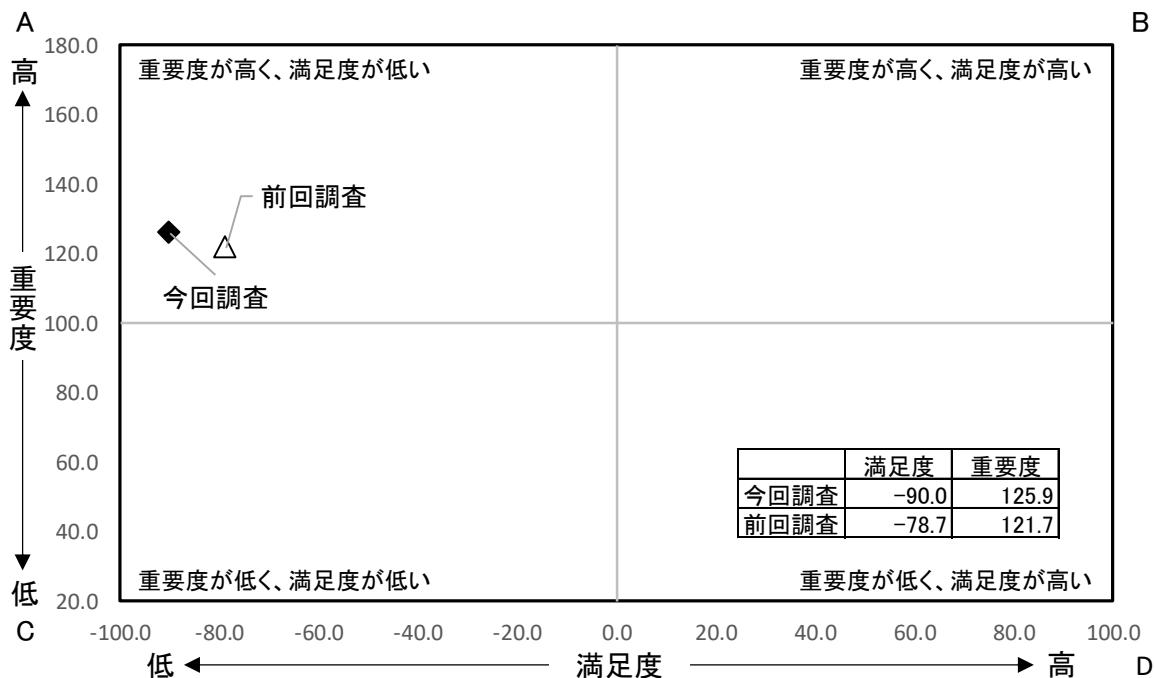 A
B
180.0
高
重要度が高く、満足度が低い
重要度が高く、満足度が高い
160.0
140.0
前回調査
120.0
今回調査
重要度
100.0
80.0
60.0
満足度 重要度
今回調査 -90.0 125.9
前回調査 -78.7 121.7
40.0
重要度が低く、満足度が低い
重要度が低く、満足度が高い
低
20.0
C
-100.0 -80.0 -60.0 -40.0 -20.0 0.0 20.0 40.0 60.0 80.0 100.0
低 満足度 高
D